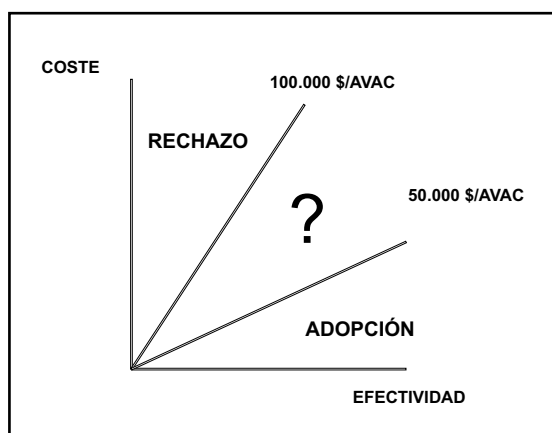 COSTE
100.000 $/AVAC
RECHAZO
?
50.000 $/AVAC
ADOPCIÓN
EFECTIVIDAD